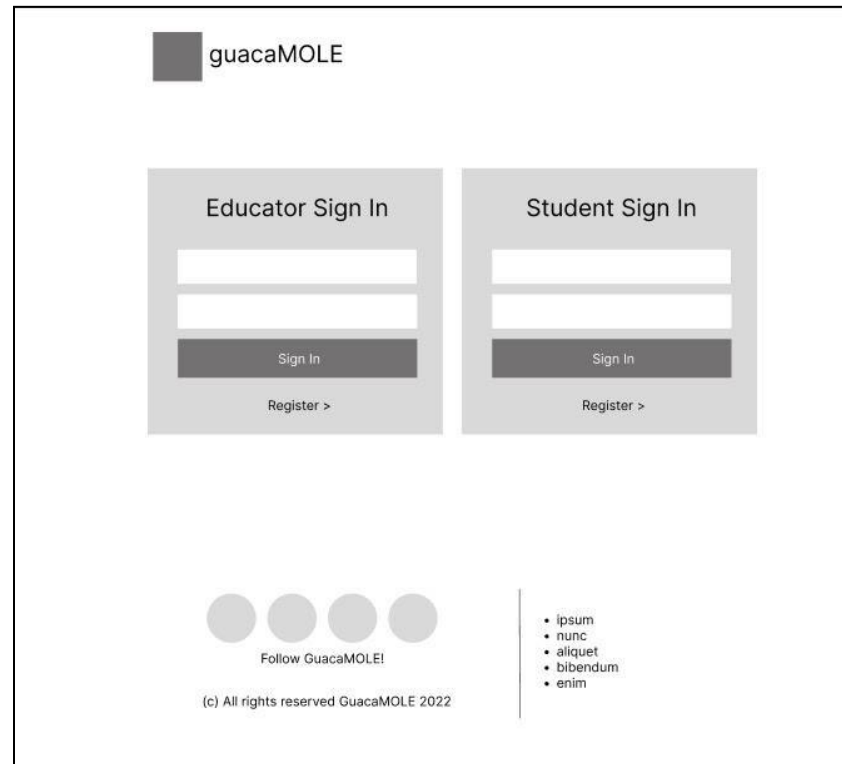 guacaMOLE
Educator Sign In
Sign In
Register >
Student Sign In
Sign In
Register >
Follow GuacaMOLE!
(c) All rights reserved GuacaMOLE 2022
• ipsum
• nunc
• aliquet
• bibendum
• enim